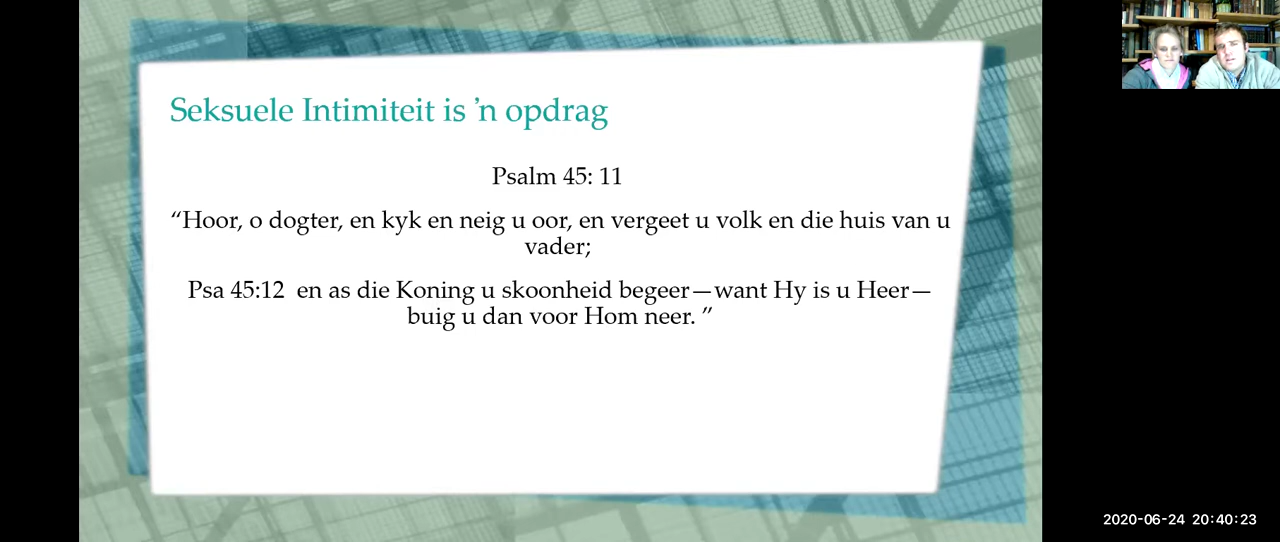 Seksuele Intimiteit is 'n opdrag
Psalm 45: 11
“Hoor, o dogter, en kyk en neig u oor, en vergeet u volk en die huis van u
vader;
Psa 45:12  en as die Koning u skoonheid begeer—want Hy is u Heer—
buig u dan voor Hom neer. ”
2020-06-24 20:40:23